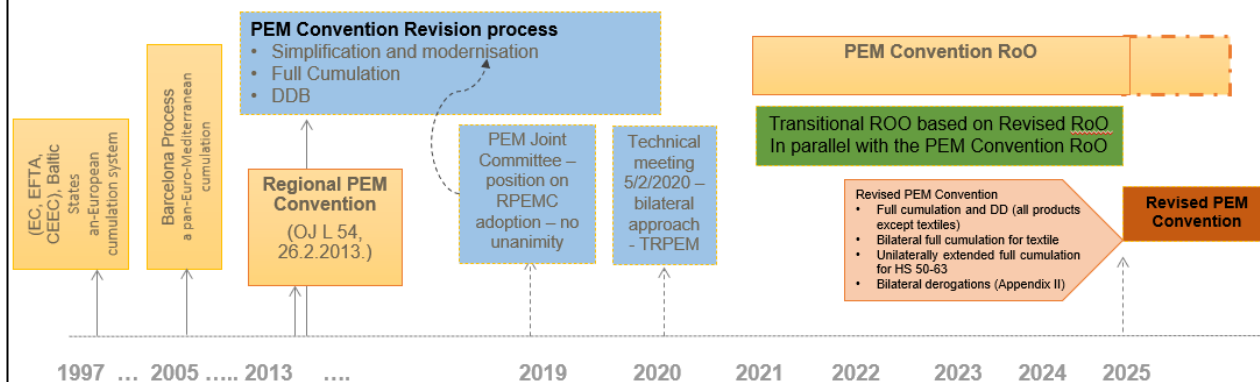 (EC, EFTA,
CEEC), Baltic
States
an-European
cumulation system
Barcelona Process
a pan-Euro-Mediterranean
cumulation
PEM Convention Revision process
• Simplification and modernisation
• Full Cumulation
• DDB
Regional PEM
Convention
(OJ L 54,
26.2.2013.)
PEM Joint
Committee –
position on
RPEMC
adoption – no
unanimity
Technical
meeting
5/2/2020 –
bilateral
approach
- TRPEM
PEM Convention RoO
Transitional ROO based on Revised RoO
In parallel with the PEM Convention RoO
Revised PEM Convention
• Full cumulation and DD (all products
except textiles)
• Bilateral full cumulation for textile
• Unilaterally extended full cumulation
for HS 50-63
• Bilateral derogations (Appendix II)
Revised PEM
Convention
1997 … 2005 ….. 2013 …. 2019 2020 2021 2022 2023 2024 2025